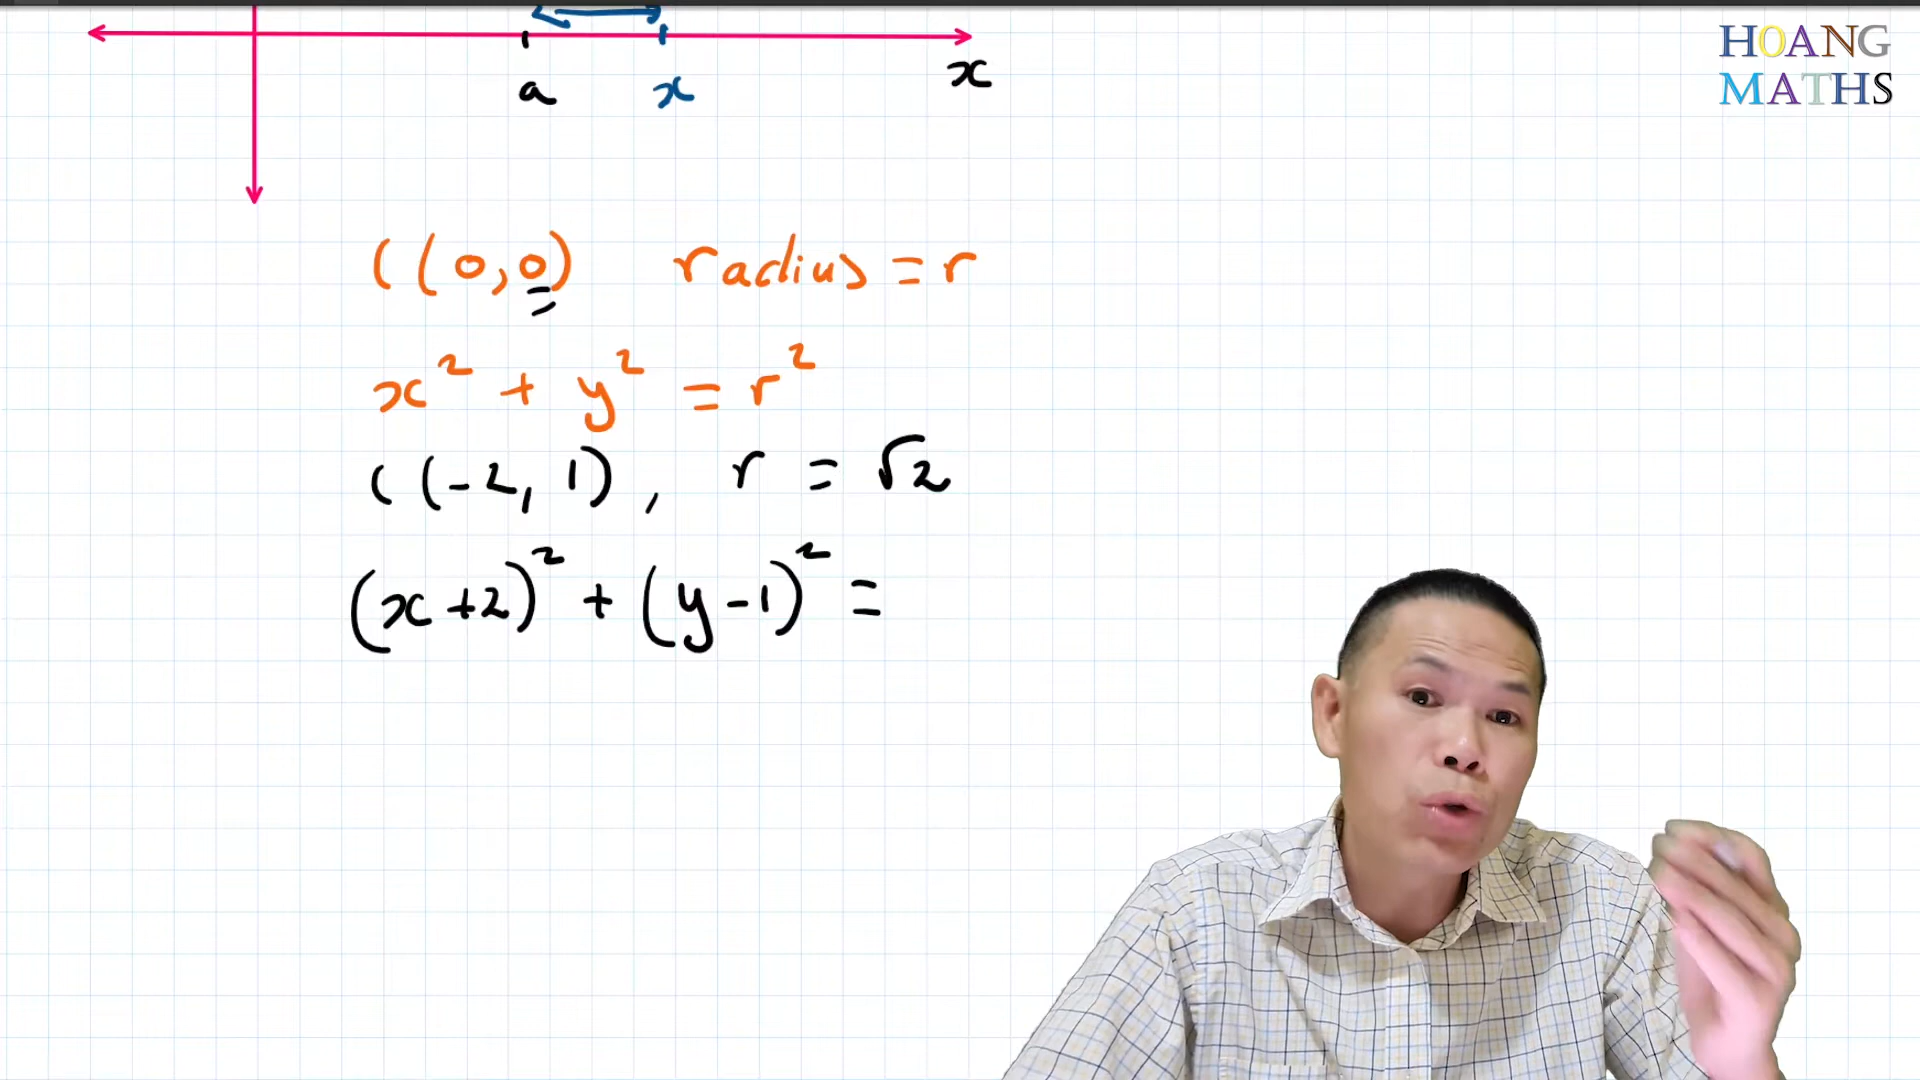 HOANG
MATHS
a x x
C(0,0) radius = r
x² + y² = r²
C(-2, 1), r = √2
(x+2)² + (y-1)² =